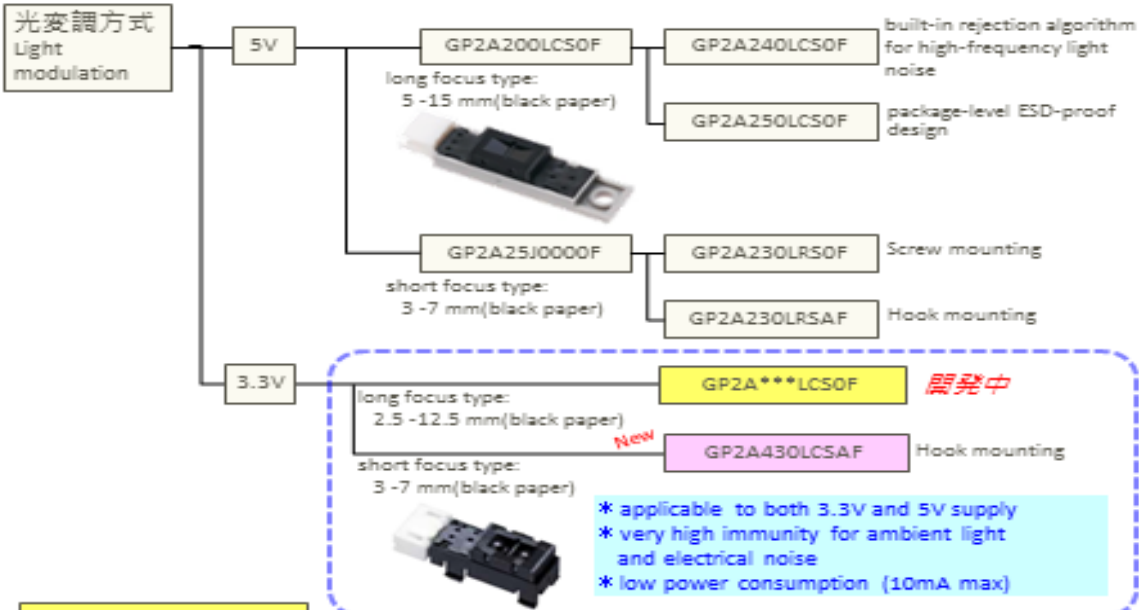 光変調方式
Light
modulation
5V
GP2A200LCS0F
GP2A240LCS0F
built-in rejection algorithm
for high-frequency light
noise
long focus type:
5 -15 mm(black paper)
GP2A250LCS0F
package-level ESD-proof
design
GP2A25J0000F
GP2A230LRS0F
Screw mounting
short focus type:
3 -7 mm(black paper)
GP2A230LRSAF
Hook mounting
3.3V
GP2A***LCS0F
開発中
long focus type:
2.5 -12.5 mm(black paper)
New
GP2A430LCSAF
Hook mounting
short focus type:
3 -7 mm(black paper)
* applicable to both 3.3V and 5V supply
* very high immunity for ambient light
and electrical noise
* low power consumption (10mA max)